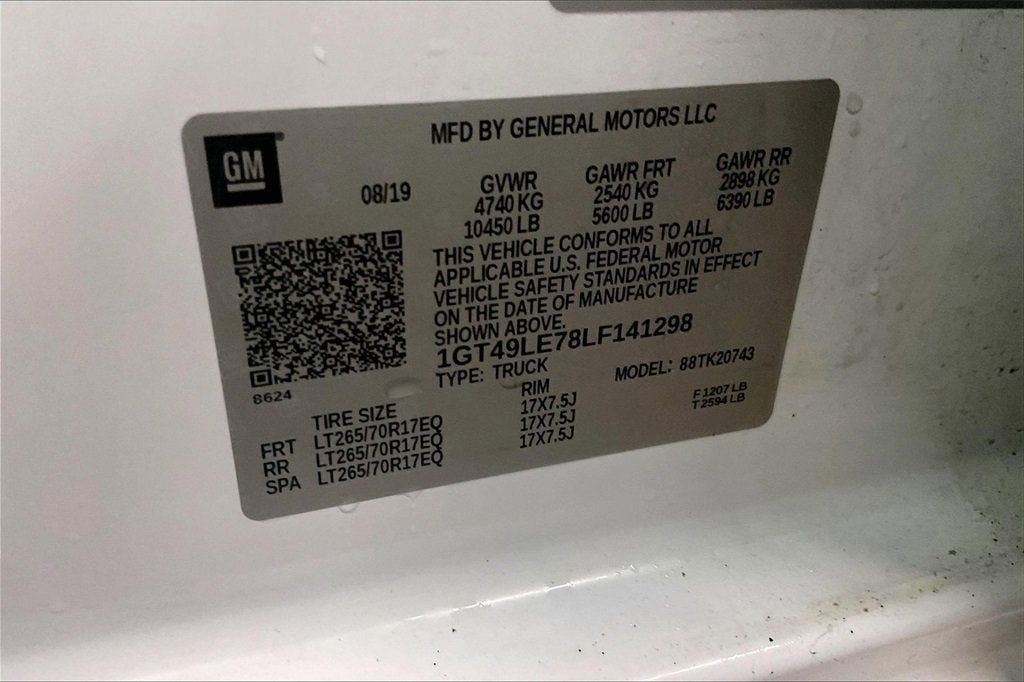 MFD BY GENERAL MOTORS LLC
GM
08/19
GVWR
4740 KG
10450 LB
GAWR FRT
2540 KG
5600 LB
GAWR RR
2898 KG
6390 LB
THIS VEHICLE CONFORMS TO ALL
APPLICABLE U.S. FEDERAL MOTOR
VEHICLE SAFETY STANDARDS IN EFFECT
ON THE DATE OF MANUFACTURE
SHOWN ABOVE.
1GT49LE78LF141298
TYPE: TRUCK
MODEL: 88TK20743
8624
F 1207 LB
T 2594 LB
TIRE SIZE RIM
FRT LT265/70R17EQ 17X7.5J
RR LT265/70R17EQ 17X7.5J
SPA LT265/70R17EQ 17X7.5J